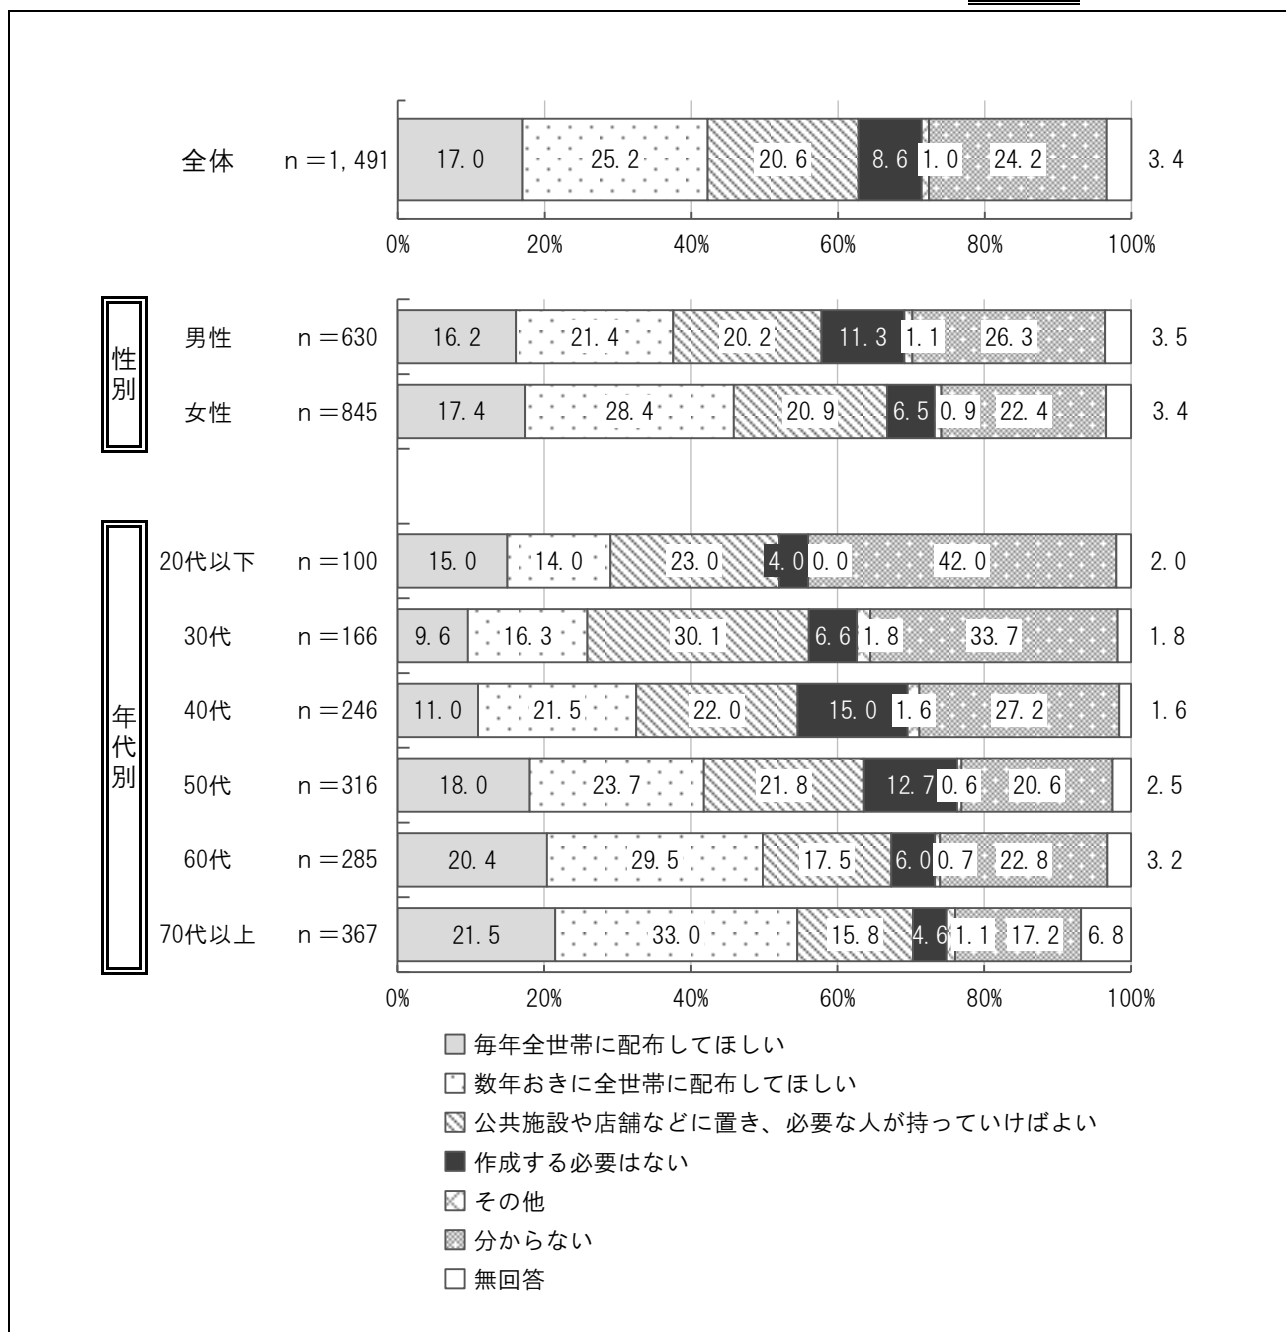 全体 n＝1,491 17.0 25.2 20.6 8.6 1.0 24.2 3.4
0% 20% 40% 60% 80% 100%
性別
男性 n＝630 16.2 21.4 20.2 11.3 1.1 26.3 3.5
女性 n＝845 17.4 28.4 20.9 6.5 0.9 22.4 3.4
年代別
20代以下 n＝100 15.0 14.0 23.0 4.0 0.0 42.0 2.0
30代 n＝166 9.6 16.3 30.1 6.6 1.8 33.7 1.8
40代 n＝246 11.0 21.5 22.0 15.0 1.6 27.2 1.6
50代 n＝316 18.0 23.7 21.8 12.7 0.6 20.6 2.5
60代 n＝285 20.4 29.5 17.5 6.0 0.7 22.8 3.2
70代以上 n＝367 21.5 33.0 15.8 4.6 1.1 17.2 6.8
0% 20% 40% 60% 80% 100%
毎年全世帯に配布してほしい
数年おきに全世帯に配布してほしい
公共施設や店舗などに置き、必要な人が持っていけばよい
作成する必要はない
その他
分からない
無回答